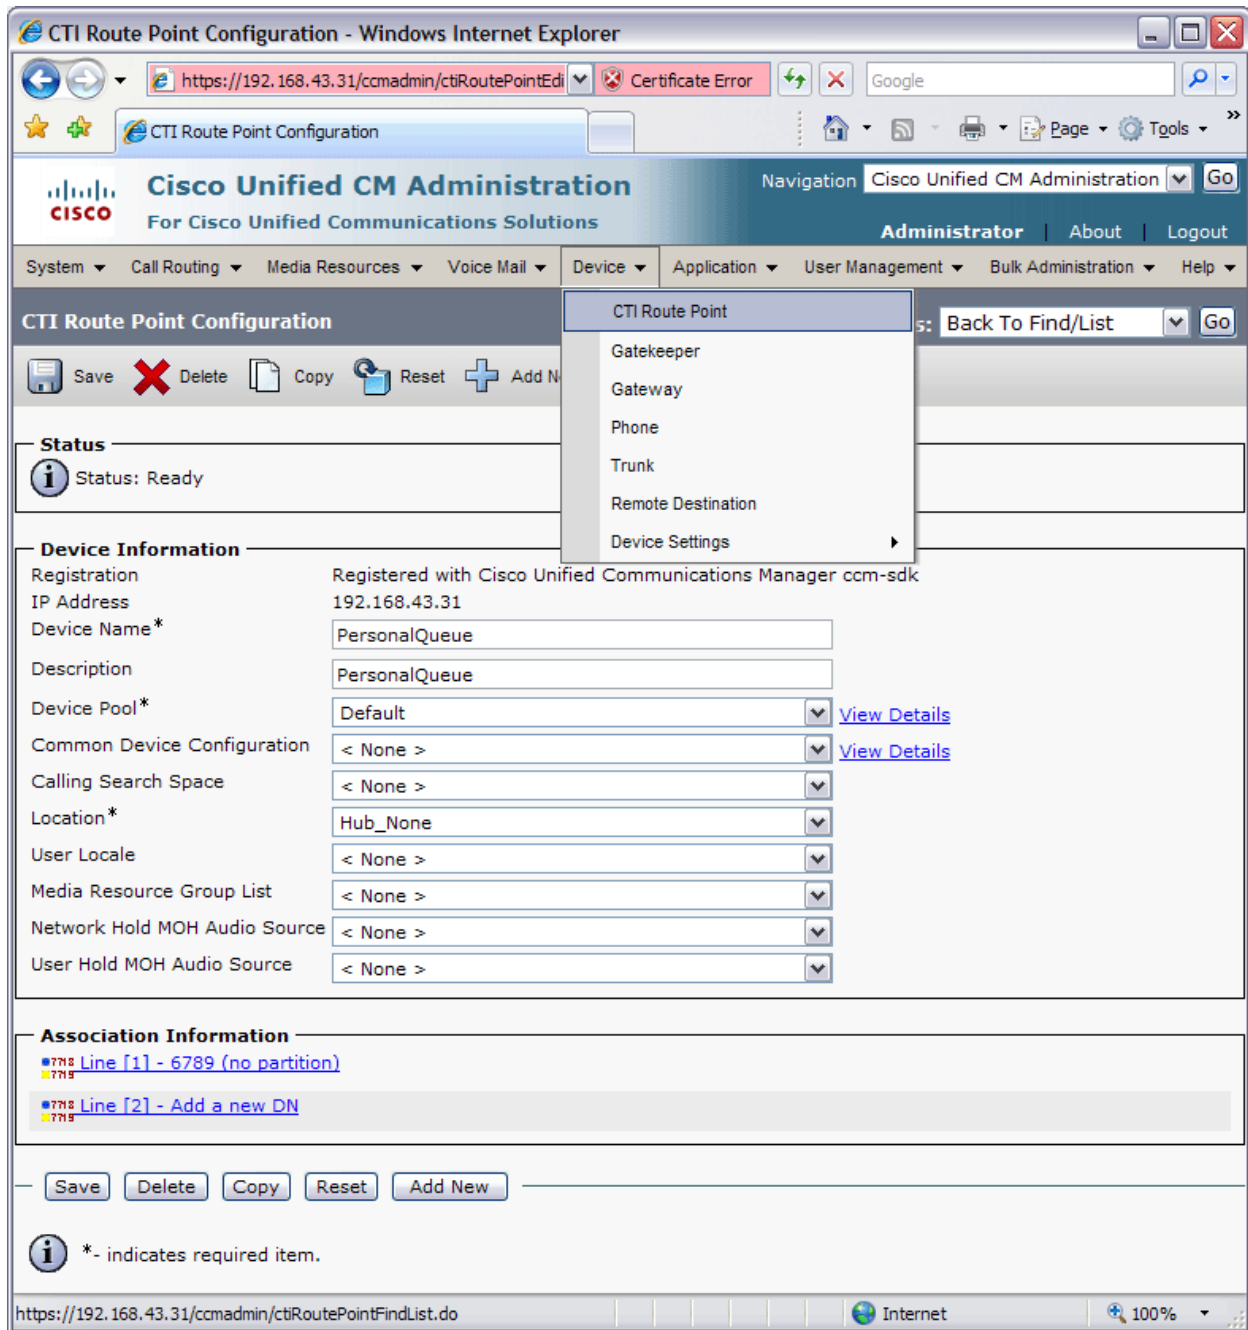 CTI Route Point Configuration - Windows Internet Explorer
https://192.168.43.31/ccmadmin/ctiRoutePointEdi Certificate Error Google
CTI Route Point Configuration Page Tools »
CISCO Cisco Unified CM Administration Navigation Cisco Unified CM Administration Go
For Cisco Unified Communications Solutions
Administrator | About | Logout
System Call Routing Media Resources Voice Mail Device Application User Management Bulk Administration Help
CTI Route Point Configuration s: Back To Find/List Go
CTI Route Point
Gatekeeper
Gateway
Phone
Trunk
Remote Destination
Device Settings
Save Delete Copy Reset Add N
Status
Status: Ready
Device Information
Registration Registered with Cisco Unified Communications Manager ccm-sdk
IP Address 192.168.43.31
Device Name* PersonalQueue
Description PersonalQueue
Device Pool* Default View Details
Common Device Configuration < None > View Details
Calling Search Space < None >
Location* Hub_None
User Locale < None >
Media Resource Group List < None >
Network Hold MOH Audio Source < None >
User Hold MOH Audio Source < None >
Association Information
Line [1] - 6789 (no partition)
Line [2] - Add a new DN
Save Delete Copy Reset Add New
*- indicates required item.
https://192.168.43.31/ccmadmin/ctiRoutePointFindList.do Internet 100%